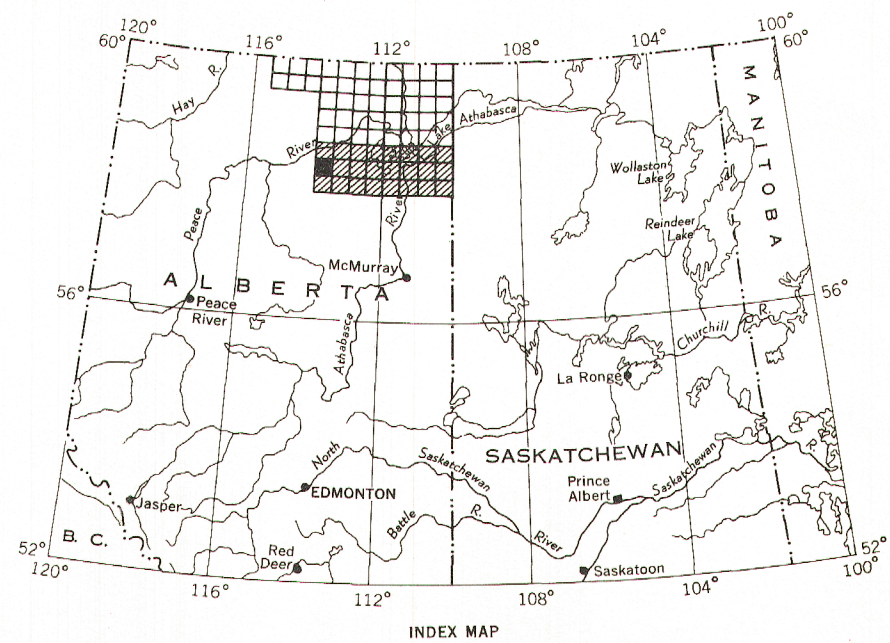 120°
116°
112°
108°
104°
100°
60°
60°
Hay
R.
MANITOBA
Lake Athabasca
River
Wollaston
Lake
Peace
River
Reindeer
Lake
McMurray
ALBERTA
56°
56°
Peace
River
R.
Churchill
Athabasca
La Ronge
North
Saskatchewan
SASKATCHEWAN
Saskatchewan
R.
Prince
Albert
EDMONTON
Jasper
Battle
R.
River
B. C.
Red
Deer
Saskatoon
52°
52°
120°
116°
112°
108°
104°
100°
INDEX MAP